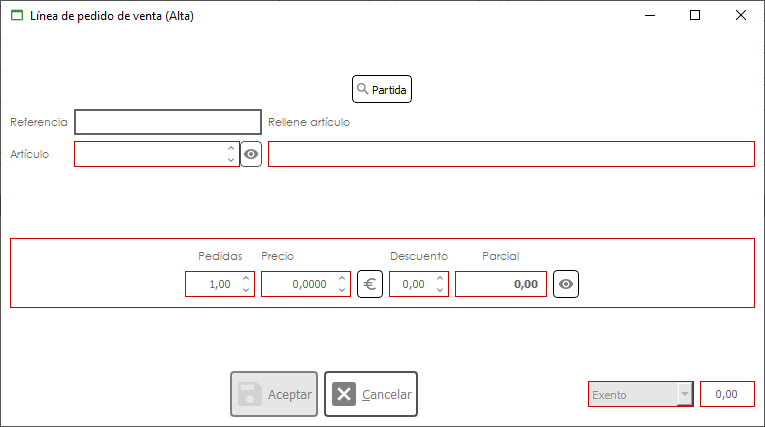 Línea de pedido de venta (Alta)
Partida
Referencia Rellene artículo
Artículo
Pedidas Precio Descuento Parcial
1,00 0,0000 € 0,00 0,00
Aceptar Cancelar Exento 0,00